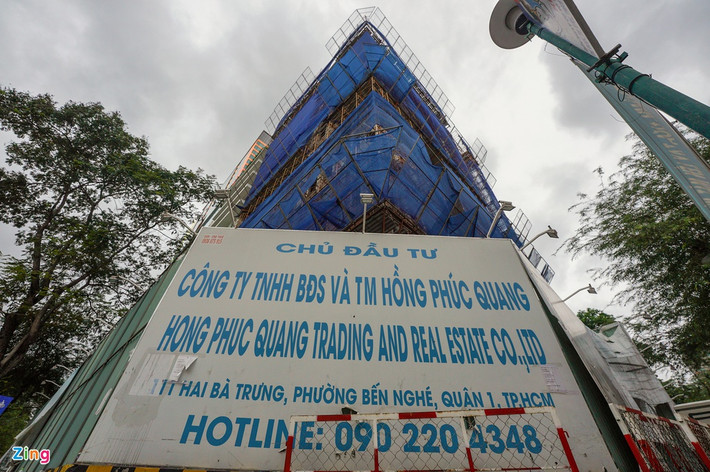 CHỦ ĐẦU TƯ
CÔNG TY TNHH BĐS VÀ TM HỒNG PHÚC QUANG
HONG PHUC QUANG TRADING AND REAL ESTATE CO.,LTD
111 HAI BÀ TRƯNG, PHƯỜNG BẾN NGHÉ, QUẬN 1, TP.HCM
HOTLINE: 090 220 4348
Zing